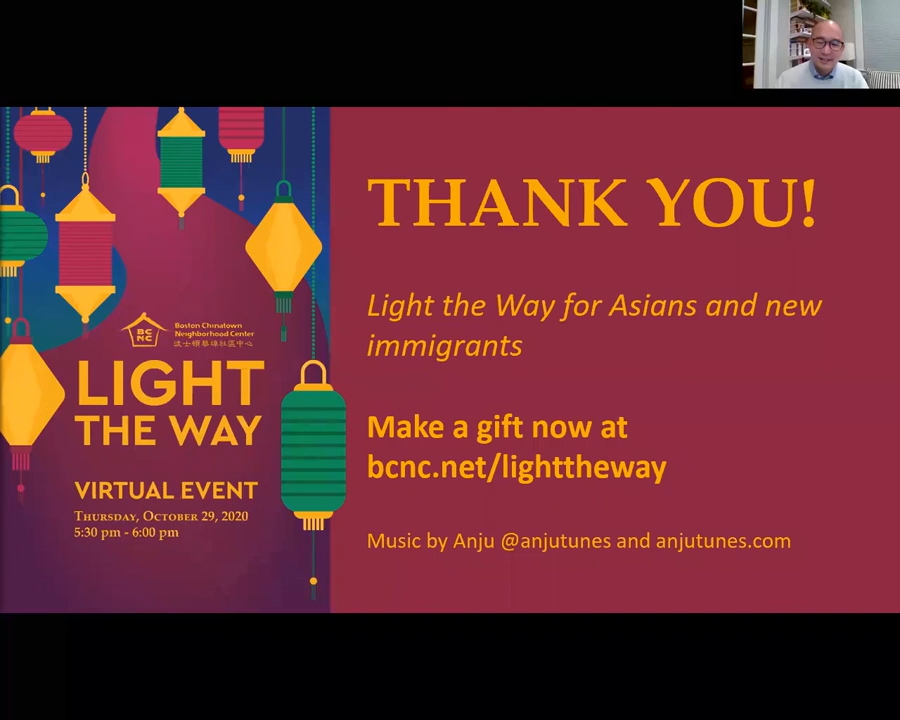 THANK YOU!
Light the Way for Asians and new
immigrants
Make a gift now at
bcnc.net/lighttheway
Music by Anju @anjutunes and anjutunes.com
BC
NC
Boston Chinatown
Neighborhood Center
波士頓華埠社區中心
LIGHT
THE WAY
VIRTUAL EVENT
Thursday, October 29, 2020
5:30 pm - 6:00 pm